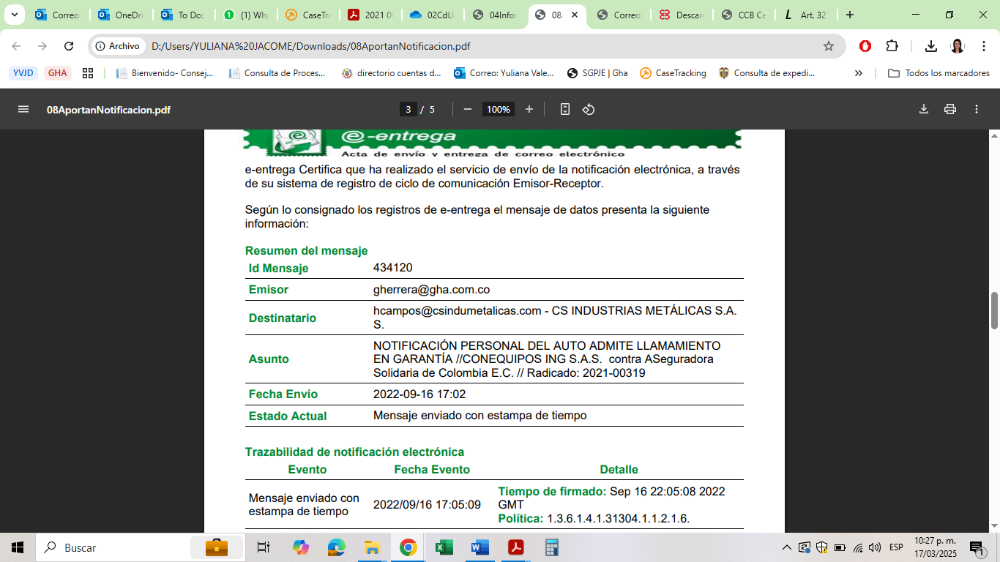 Correo:
OneDri
To Do:
(1) Wha
CaseTra
2021 0
02CdLl
04Infor
08
Correo:
Descar
CCB Ce
Art. 32
Archivo
D:/Users/YULIANA%20JACOME/Downloads/08AportanNotificacion.pdf
YVJD
GHA
Bienvenido- Consej...
Consulta de Proces...
directorio cuentas d...
Correo: Yuliana Vale...
SGPJE | Gha
CaseTracking
Consulta de expedi...
Todos los marcadores
08AportanNotificacion.pdf
3 / 5
100%
e-entrega
Acta de envío y entrega de correo electrónico
e-entrega Certifica que ha realizado el servicio de envío de la notificación electrónica, a través
de su sistema de registro de ciclo de comunicación Emisor-Receptor.
Según lo consignado los registros de e-entrega el mensaje de datos presenta la siguiente
información:
Resumen del mensaje
Id Mensaje 434120
Emisor gherrera@gha.com.co
Destinatario hcampos@csindumetalicas.com - CS INDUSTRIAS METÁLICAS S.A.
S.
Asunto NOTIFICACIÓN PERSONAL DEL AUTO ADMITE LLAMAMIENTO
EN GARANTÍA //CONEQUIPOS ING S.A.S. contra ASeguradora
Solidaria de Colombia E.C. // Radicado: 2021-00319
Fecha Envío 2022-09-16 17:02
Estado Actual Mensaje enviado con estampa de tiempo
Trazabilidad de notificación electrónica
Evento Fecha Evento Detalle
Mensaje enviado con
estampa de tiempo
2022/09/16 17:05:09
Tiempo de firmado: Sep 16 22:05:08 2022
GMT
Política: 1.3.6.1.4.1.31304.1.1.2.1.6.
Buscar
ESP
10:27 p. m.
17/03/2025
1